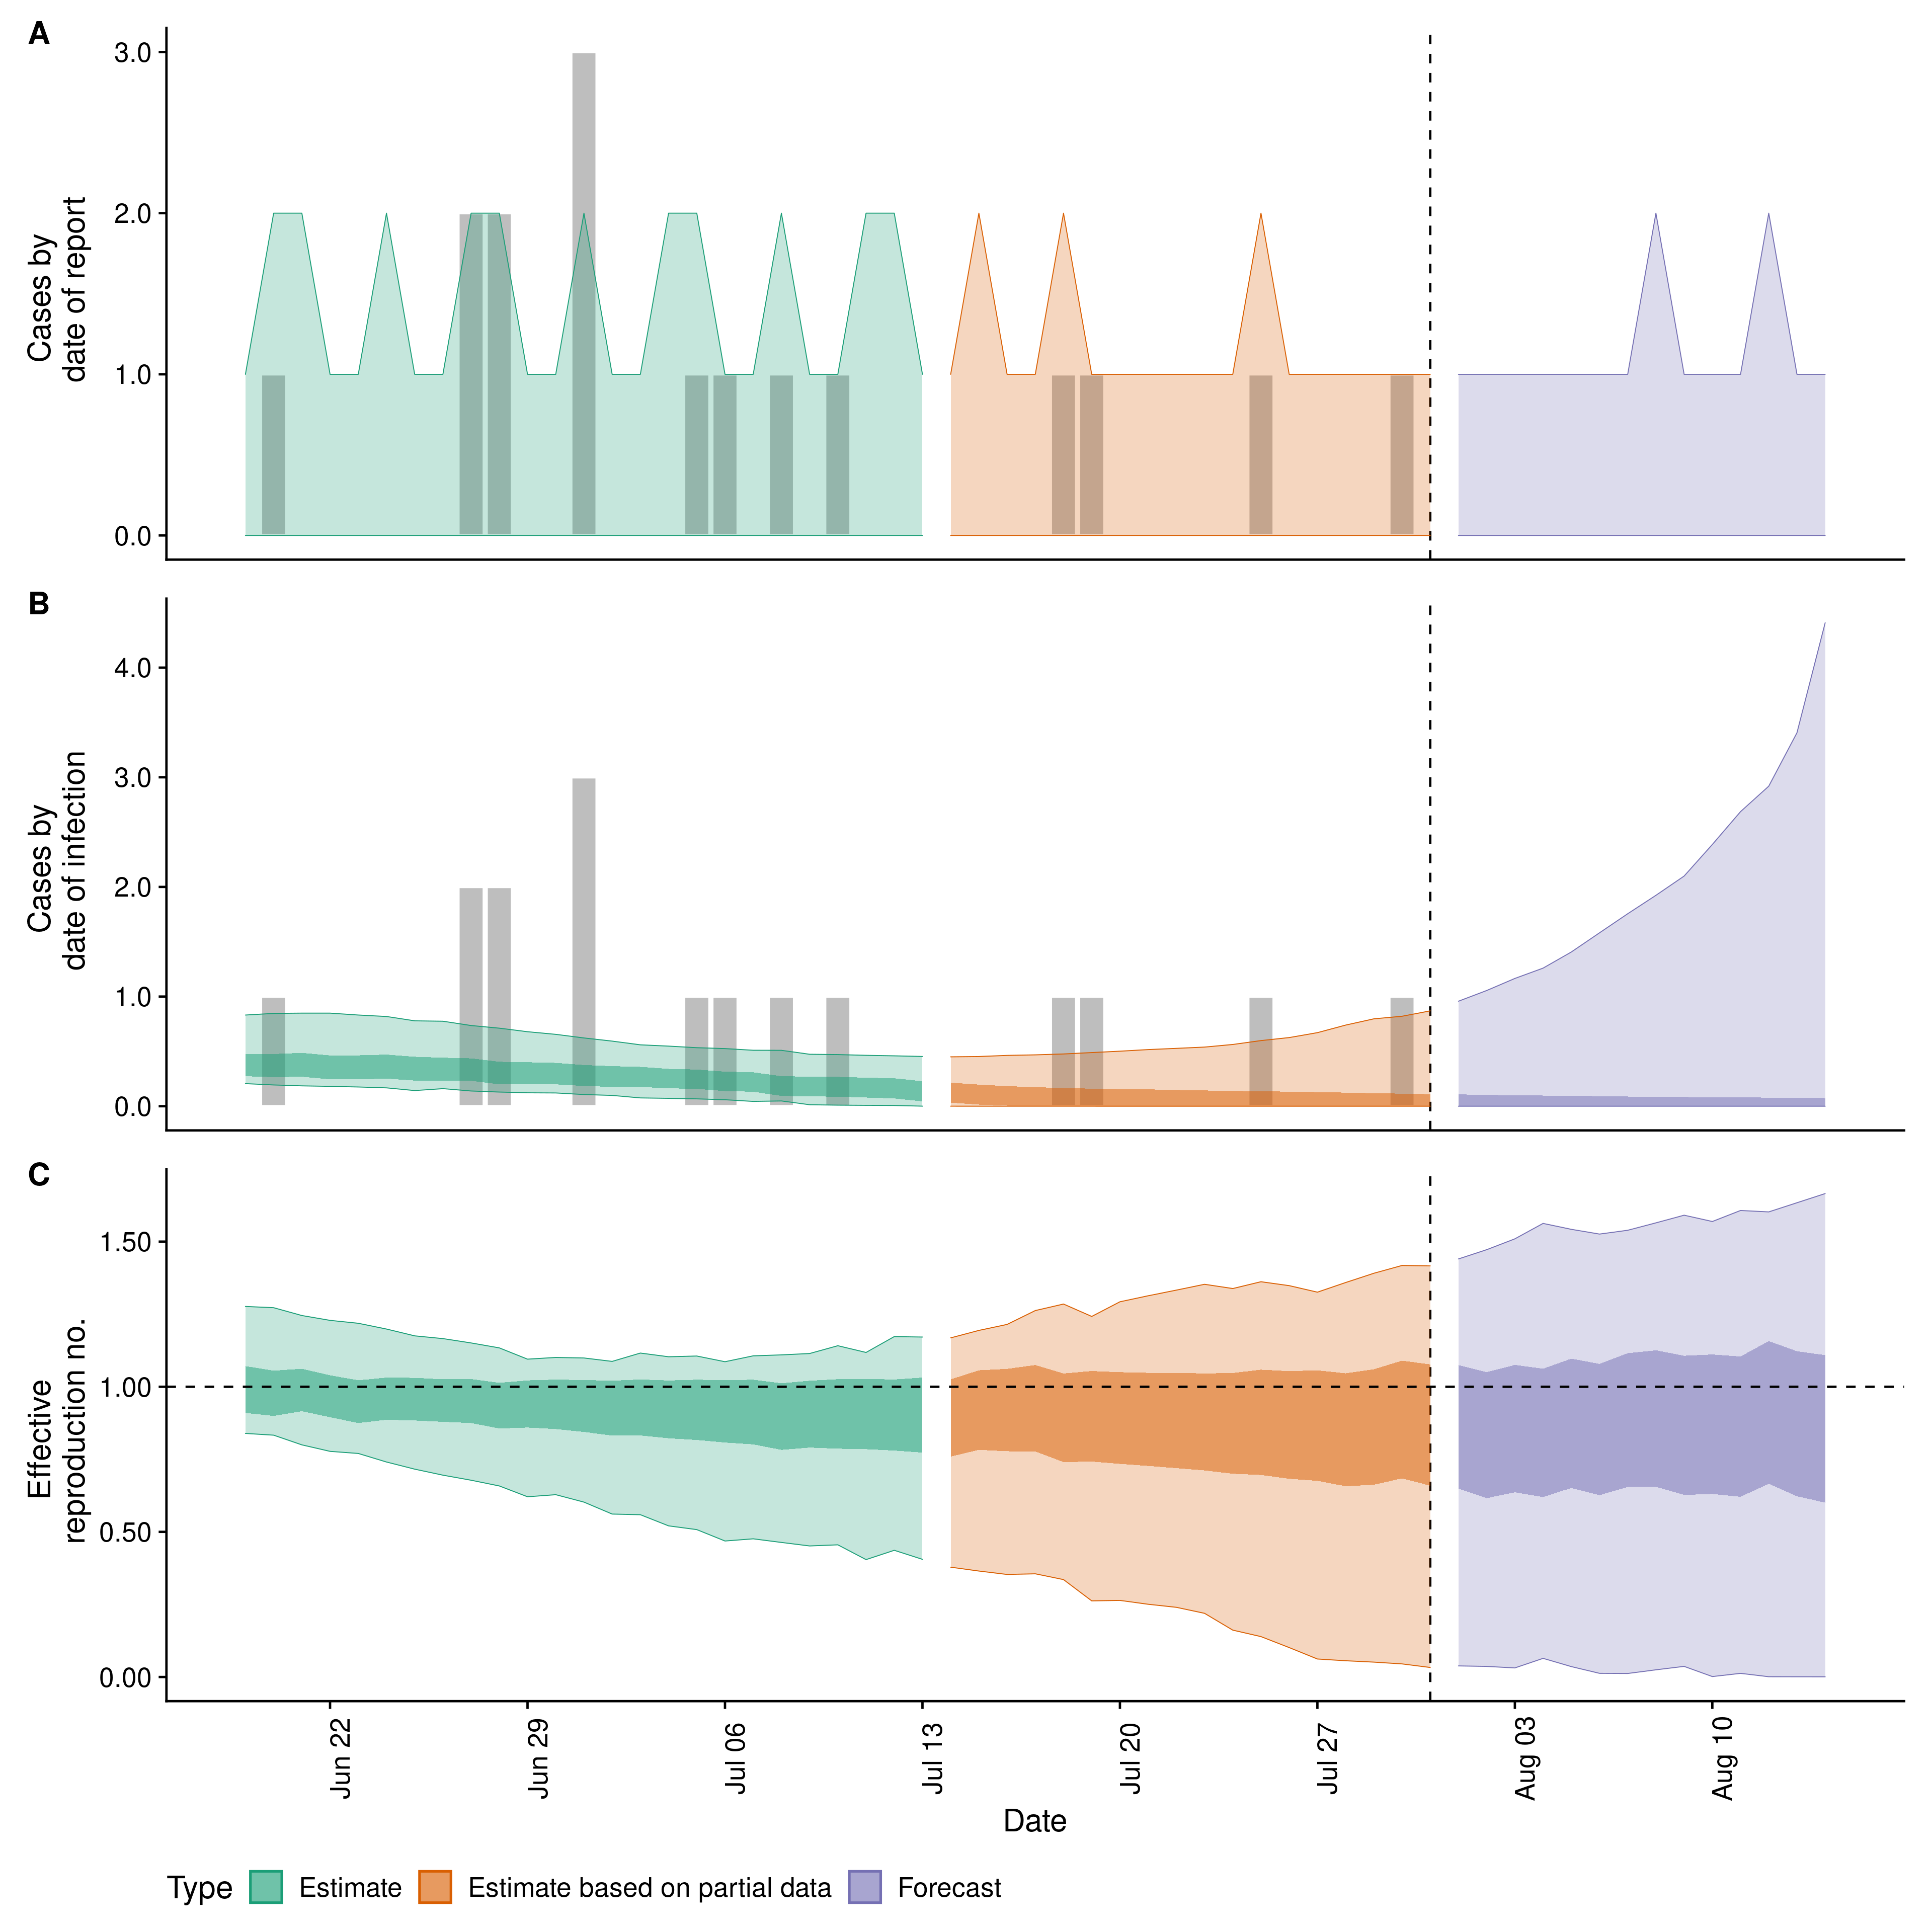 A
3.0
2.0
1.0
0.0
Cases by
date of report
B
4.0
3.0
2.0
1.0
0.0
Cases by
date of infection
C
1.50
1.00
0.50
0.00
Effective
reproduction no.
Jun 22
Jun 29
Jul 06
Jul 13
Jul 20
Jul 27
Aug 03
Aug 10
Date
Type Estimate Estimate based on partial data Forecast